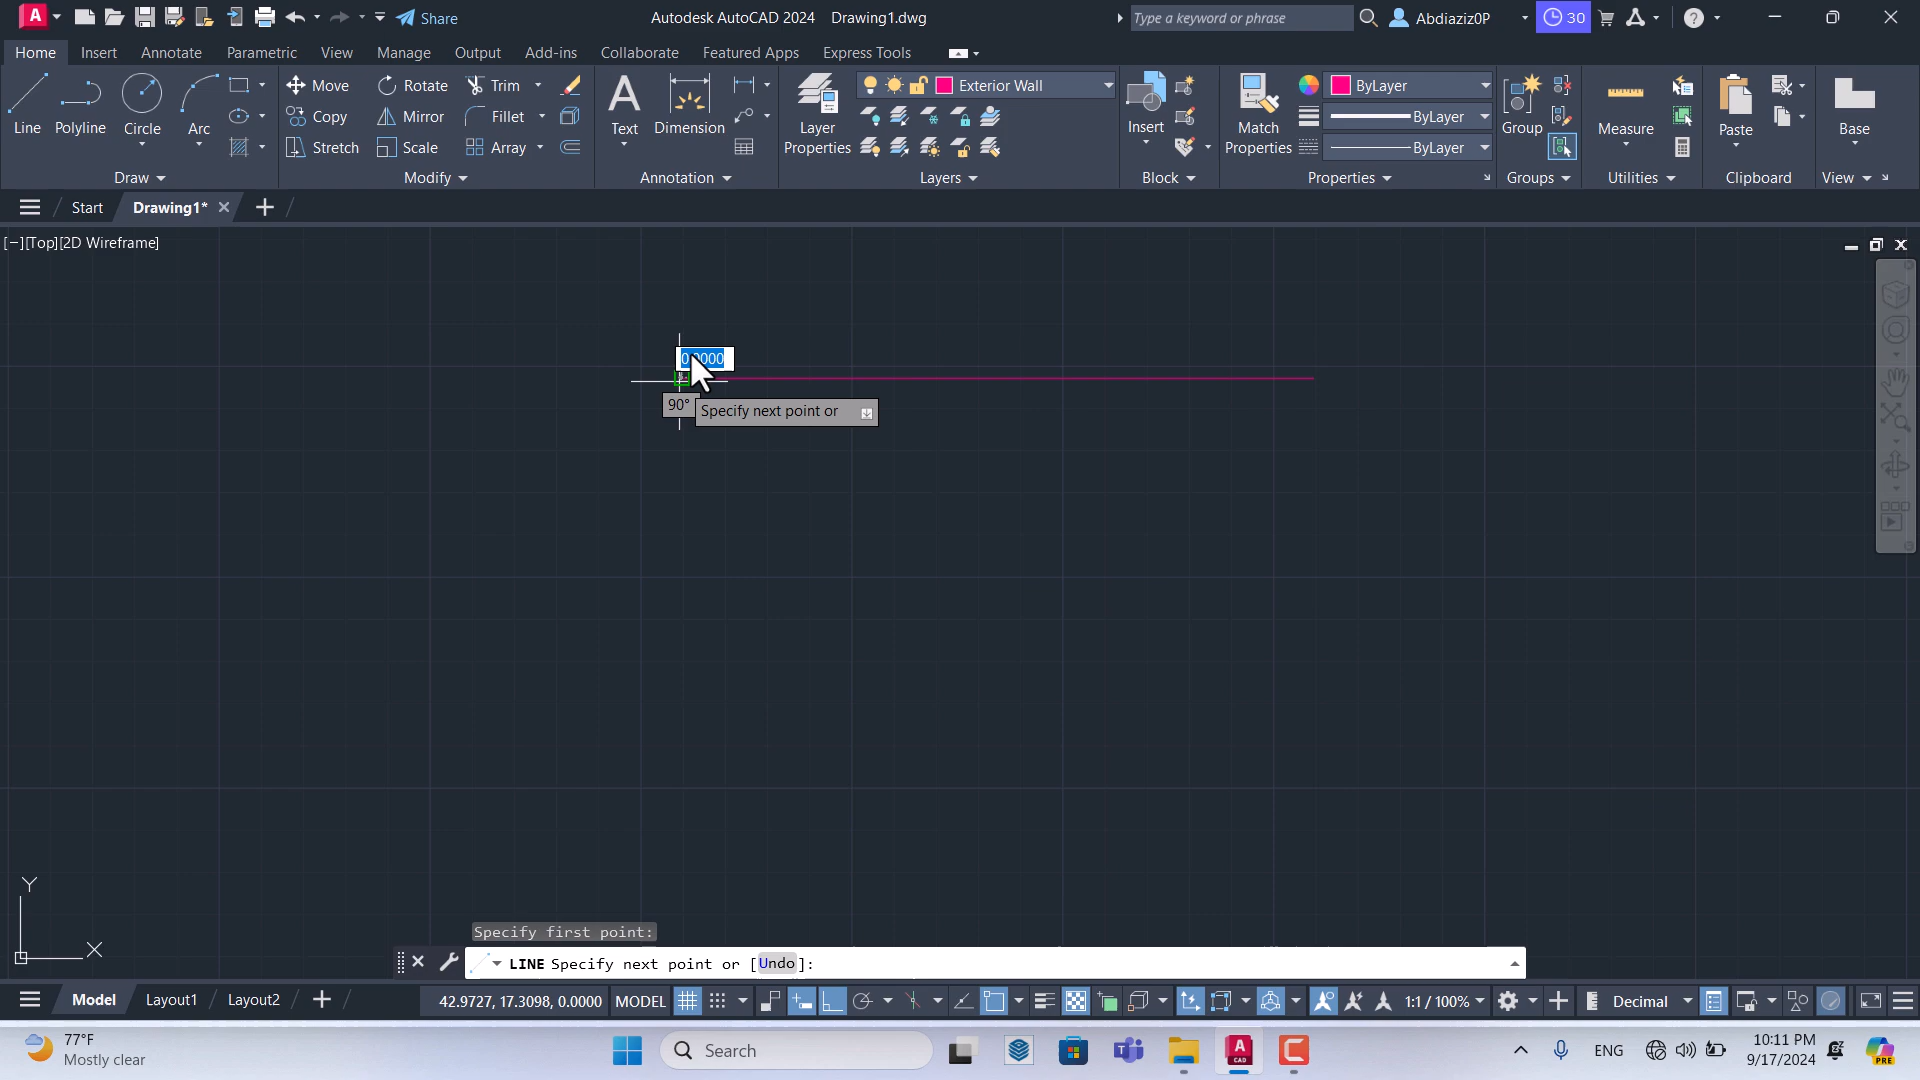 Share
Autodesk AutoCAD 2024 Drawing1.dwg
Type a keyword or phrase
Abdiaziz0P
30
Home Insert Annotate Parametric View Manage Output Add-ins Collaborate Featured Apps Express Tools
Line Polyline Circle Arc
Move Rotate Trim
Copy Mirror Fillet
Stretch Scale Array
Text Dimension
Layer Properties
Exterior Wall
Insert
Match Properties
ByLayer
ByLayer
ByLayer
Group
Measure
Paste
Base
Draw Modify Annotation Layers Block Properties Groups Utilities Clipboard View
Start Drawing1*
[−][Top][2D Wireframe]
0.0000
90°
Specify next point or
Y
X
Specify first point:
LINE Specify next point or [Undo]:
Model Layout1 Layout2
42.9727, 17.3098, 0.0000 MODEL 1:1 / 100% Decimal
77°F
Mostly clear
Search
ENG
10:11 PM
9/17/2024